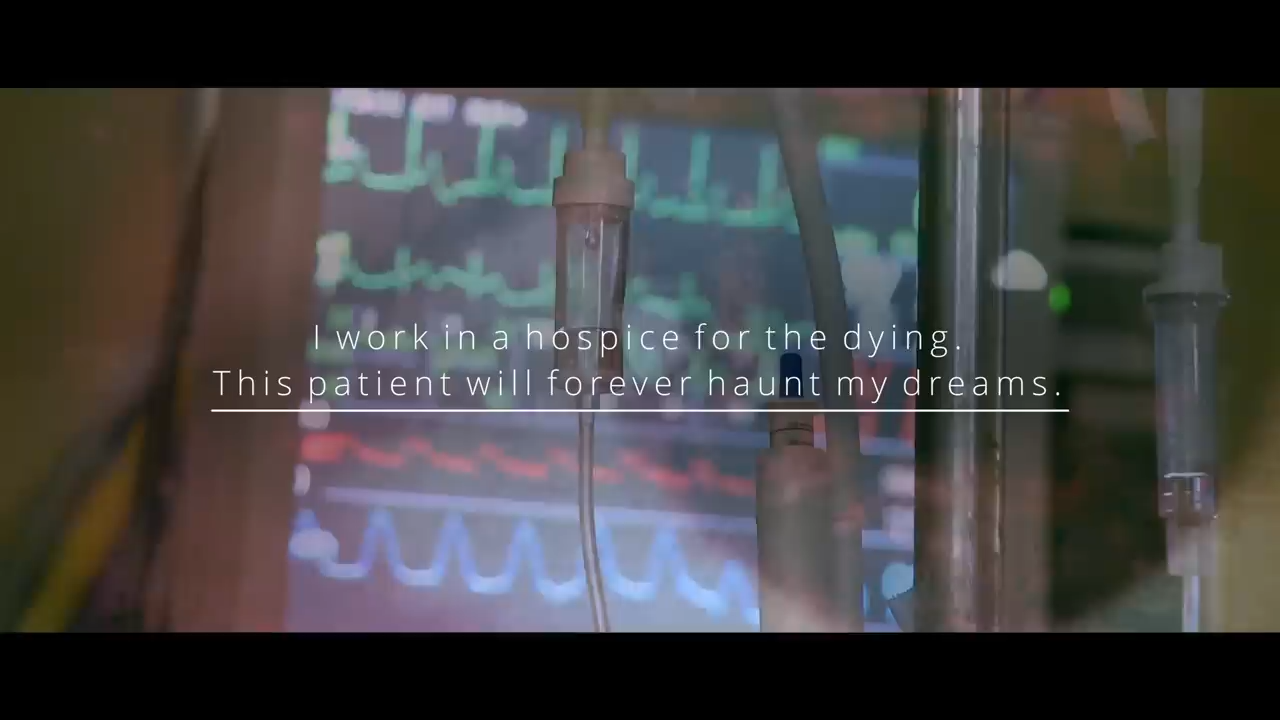 I work in a hospice for the dying.
This patient will forever haunt my dreams.